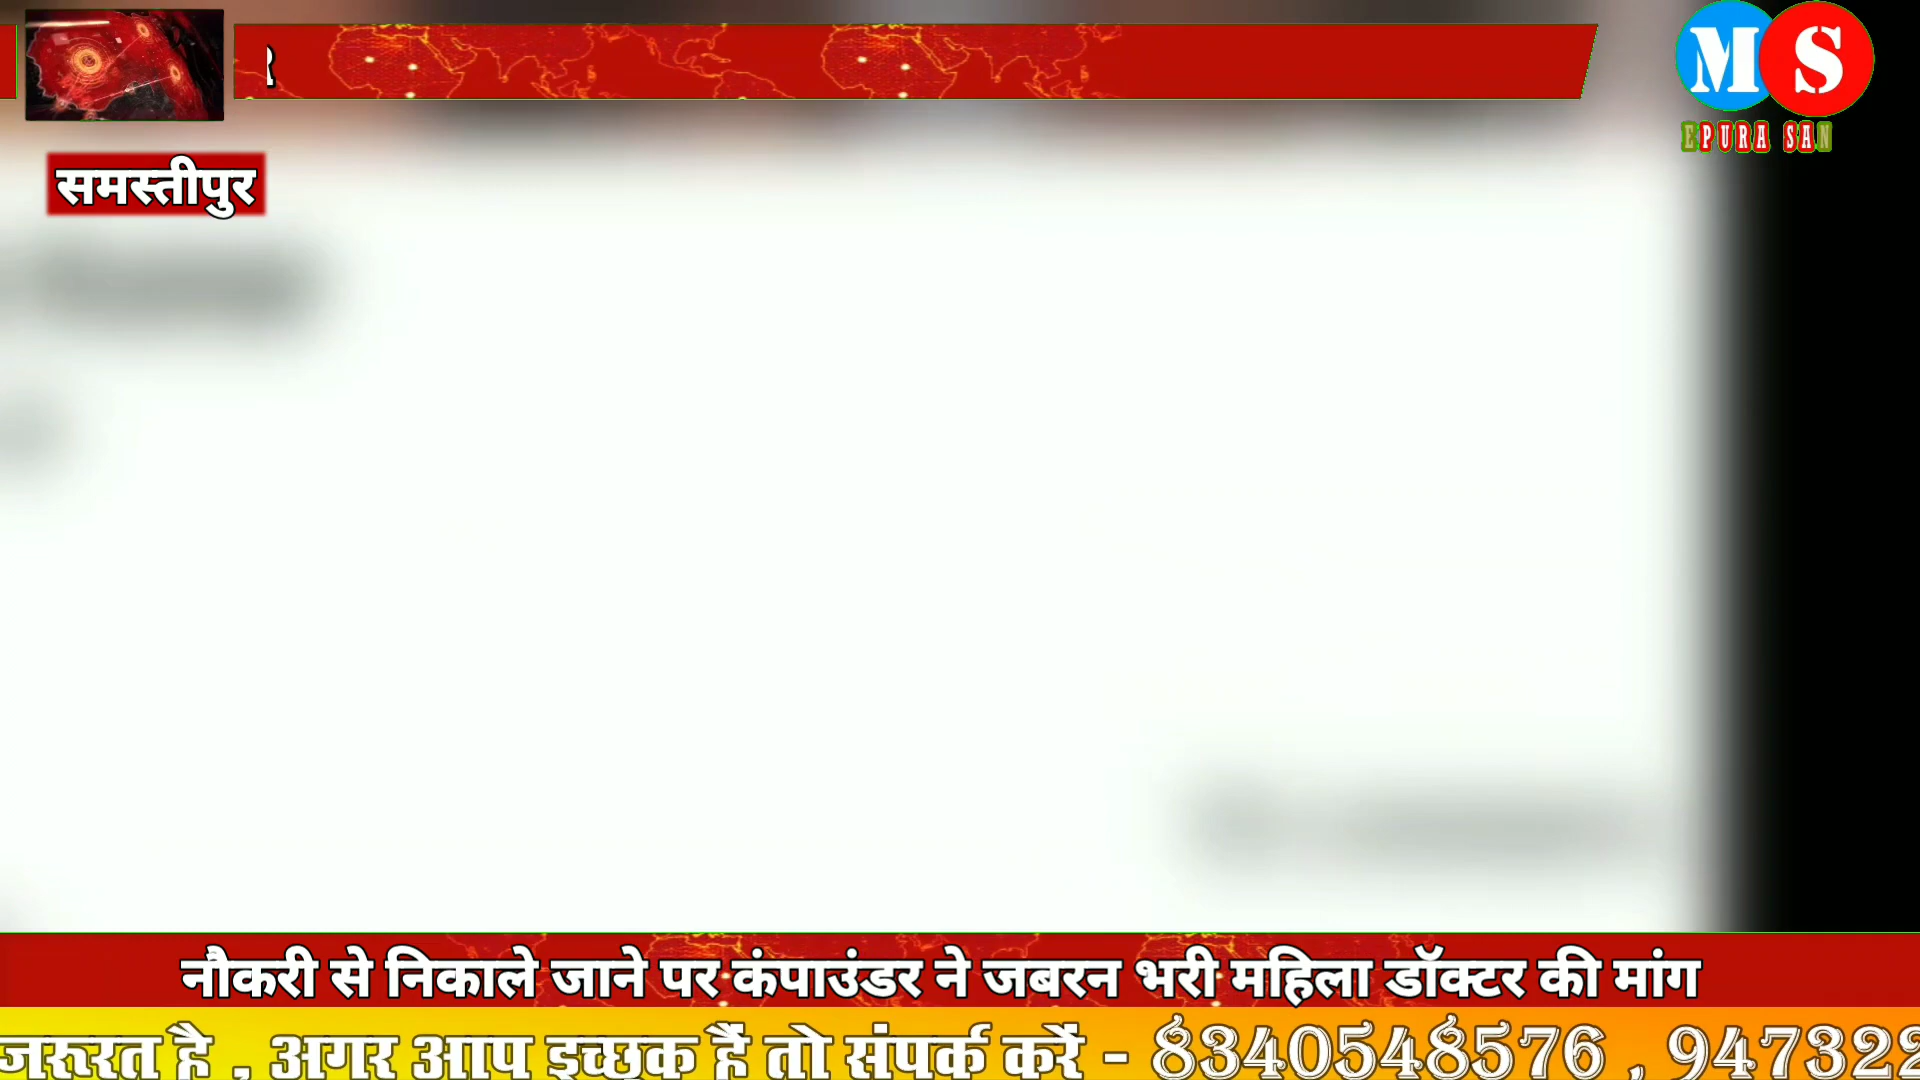 र
M S
EPURA SAN
समस्तीपुर
नौकरी से निकाले जाने पर कंपाउंडर ने जबरन भरी महिला डॉक्टर की मांग
जरूरत है , अगर आप इच्छुक हैं तो संपर्क करें - 8340548576 , 947322